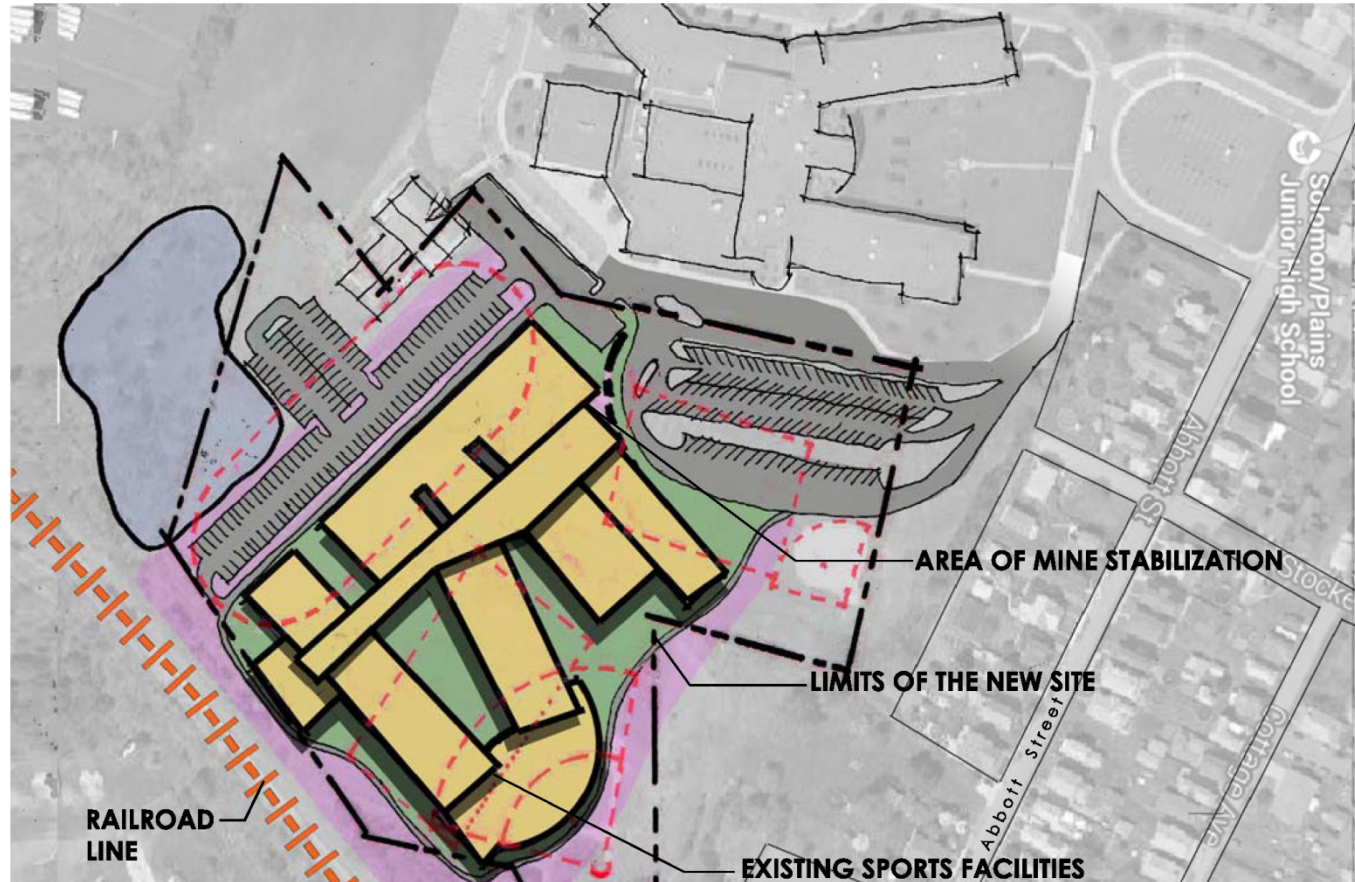 Solomon/Plains
Junior High School
Abbott St
AREA OF MINE STABILIZATION
Stocke
LIMITS OF THE NEW SITE
Abbott Street
Cottage Ave
RAILROAD
LINE
EXISTING SPORTS FACILITIES